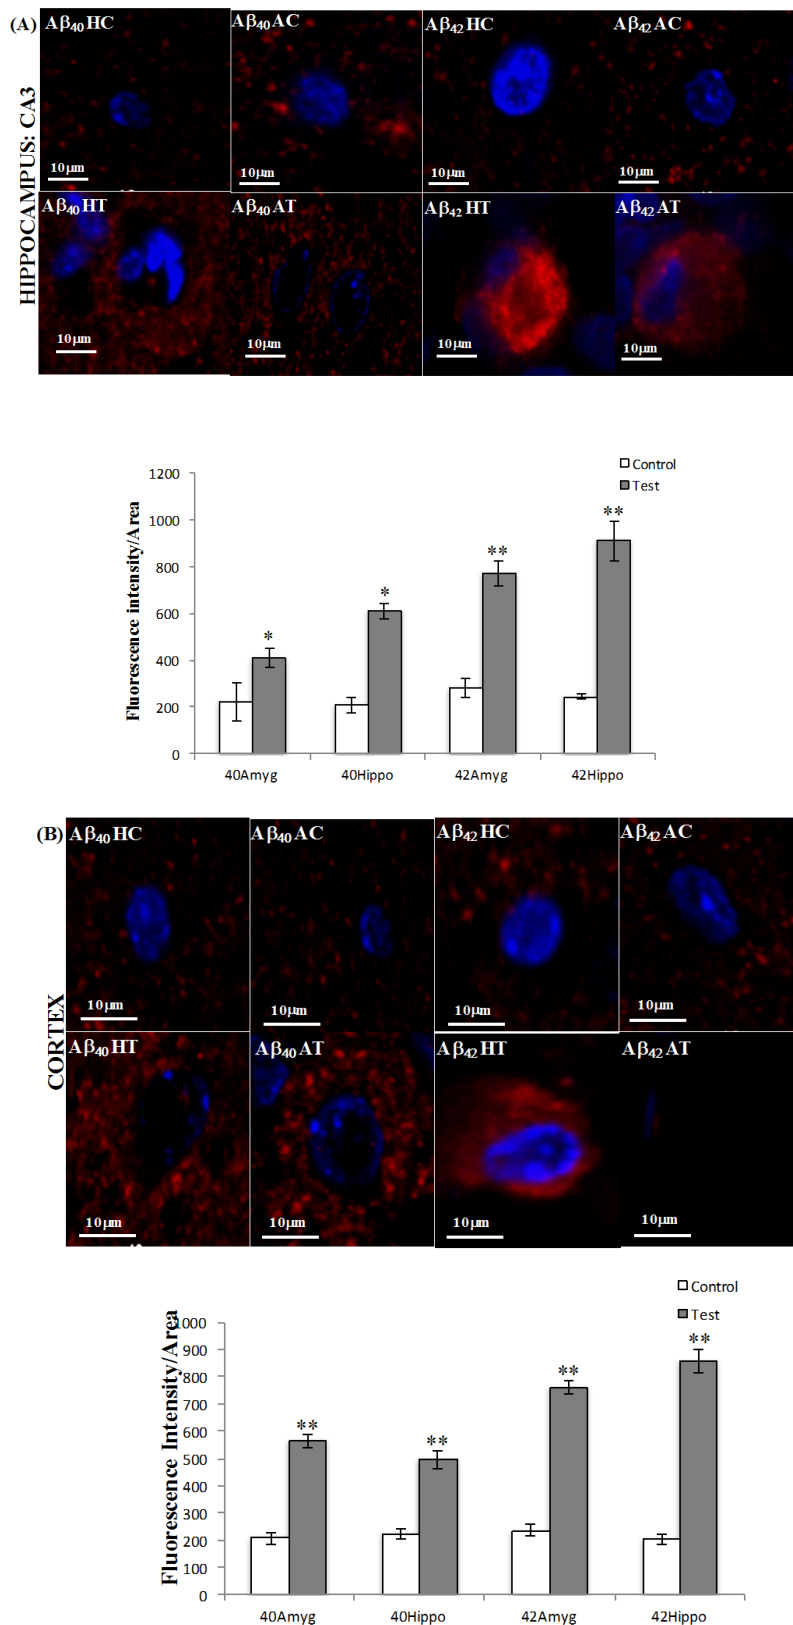 (A)
Aβ40 HC
Aβ40 AC
Aβ42 HC
Aβ42 AC
10μm
10μm
10μm
10μm
HIPPOCAMPUS: CA3
Aβ40 HT
Aβ40 AT
Aβ42 HT
Aβ42 AT
10μm
10μm
10μm
10μm
Control
Test
Fluorescence intensity/Area
1200
1000
800
600
400
200
0
*
*
**
**
40Amyg
40Hippo
42Amyg
42Hippo
(B)
Aβ40 HC
Aβ40 AC
Aβ42 HC
Aβ42 AC
10μm
10μm
10μm
10μm
CORTEX
Aβ40 HT
Aβ40 AT
Aβ42 HT
Aβ42 AT
10μm
10μm
10μm
10μm
Control
Test
Fluorescence Intensity/Area
1000
900
800
700
600
500
400
300
200
100
0
**
**
**
**
40Amyg
40Hippo
42Amyg
42Hippo